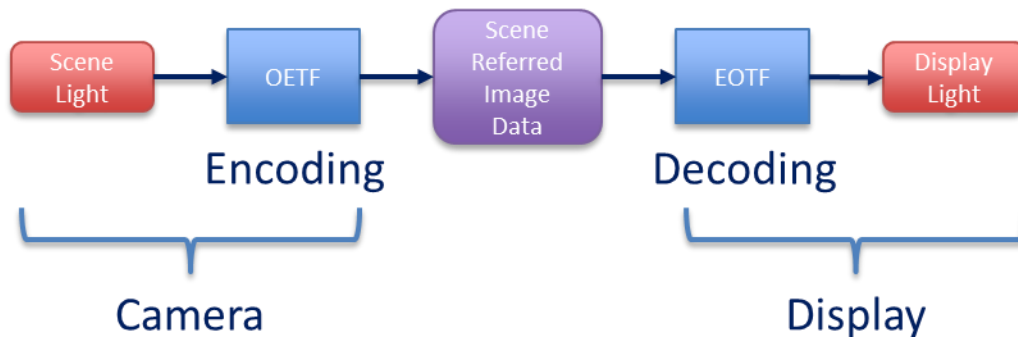 Scene
Light
OETF
Scene
Referred
Image
Data
EOTF
Display
Light
Encoding
Decoding
Camera
Display